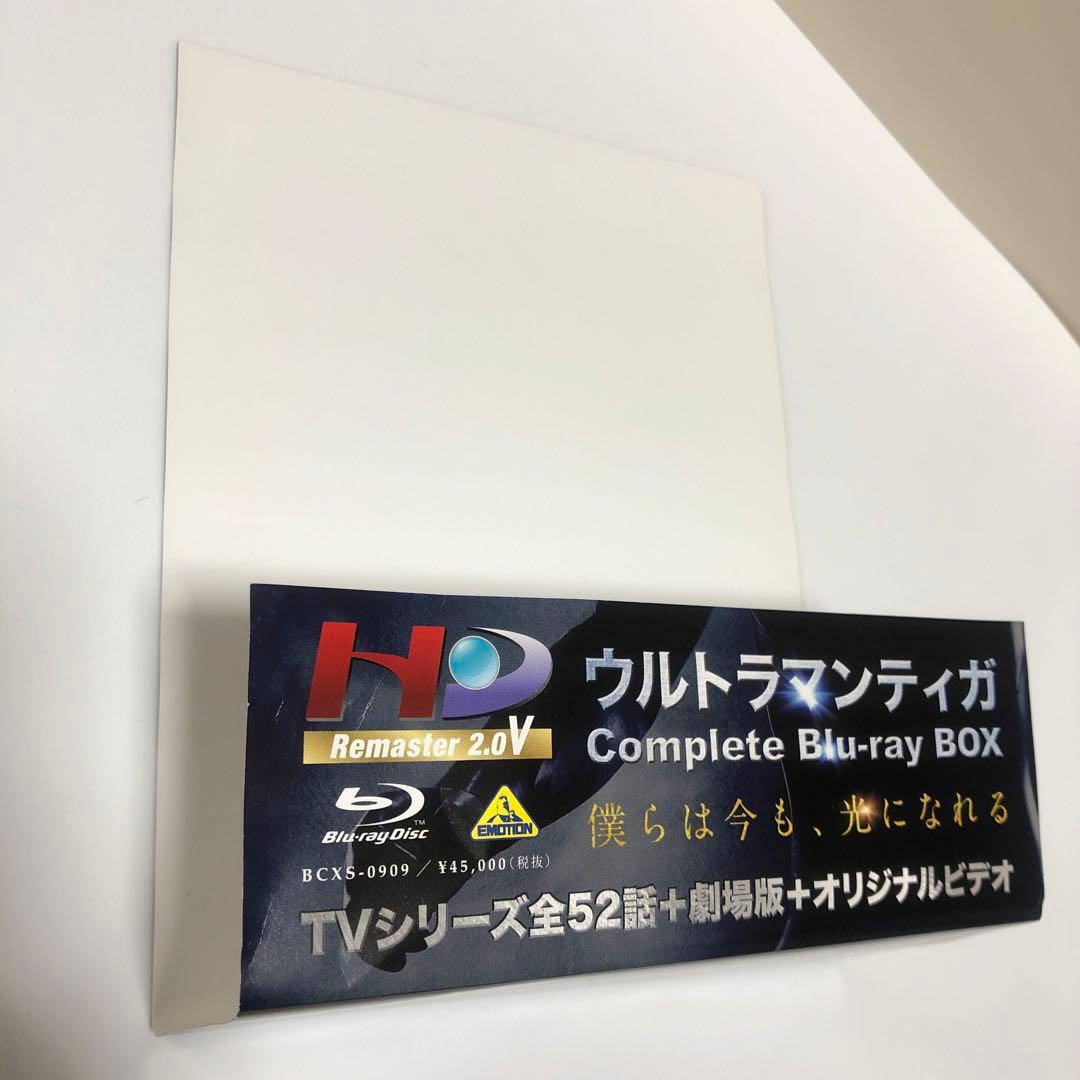 HD
Remaster 2.0V
ウルトラマンティガ
Complete Blu-ray BOX
Blu-ray Disc™
EMOTION
僕らは今も、光になれる
BCXS-0909 / ¥45,000(税抜)
TVシリーズ全52話+劇場版+オリジナルビデオ